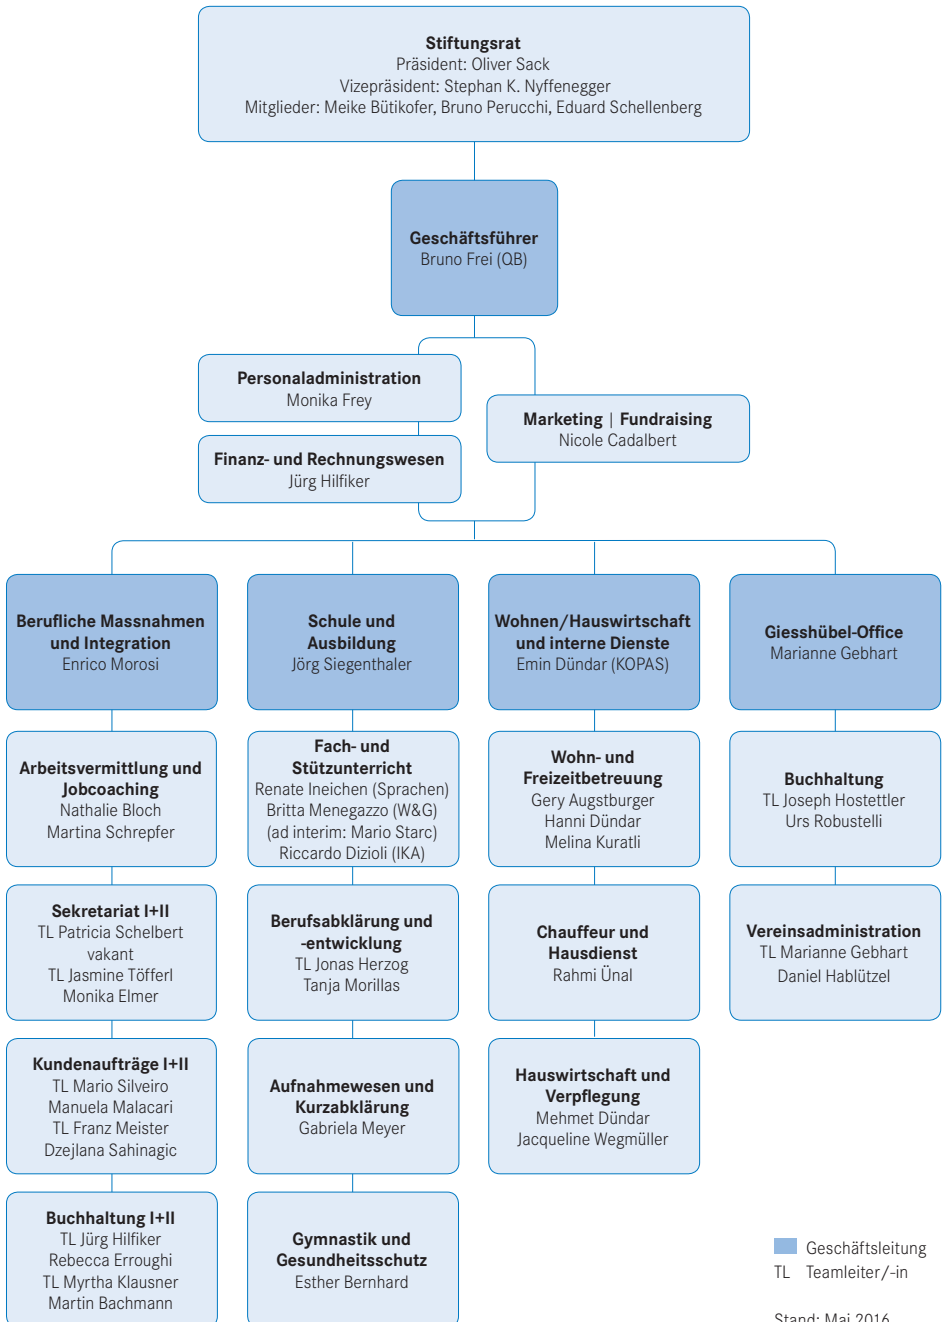 Stiftungsrat
Präsident: Oliver Sack
Vizepräsident: Stephan K. Nyffenegger
Mitglieder: Meike Bütikofer, Bruno Perucchi, Eduard Schellenberg
Geschäftsführer
Bruno Frei (QB)
Personaladministration
Monika Frey
Marketing | Fundraising
Nicole Cadalbert
Finanz- und Rechnungswesen
Jürg Hilfiker
Berufliche Massnahmen
und Integration
Enrico Morosi
Arbeitsvermittlung und
Jobcoaching
Nathalie Bloch
Martina Schrepfer
Sekretariat I+II
TL Patricia Schelbert
vakant
TL Jasmine Töfferl
Monika Elmer
Kundenaufträge I+II
TL Mario Silveiro
Manuela Malacari
TL Franz Meister
Dzejlana Sahinagic
Buchhaltung I+II
TL Jürg Hilfiker
Rebecca Erroughi
TL Myrtha Klausner
Martin Bachmann
Schule und
Ausbildung
Jörg Siegenthaler
Fach- und
Stützunterricht
Renate Ineichen (Sprachen)
Britta Menegazzo (W&G)
(ad interim: Mario Starc)
Riccardo Dizioli (IKA)
Berufsabklärung und
-entwicklung
TL Jonas Herzog
Tanja Morillas
Aufnahmewesen und
Kurzabklärung
Gabriela Meyer
Gymnastik und
Gesundheitsschutz
Esther Bernhard
Wohnen/Hauswirtschaft
und interne Dienste
Emin Dündar (KOPAS)
Wohn- und
Freizeitbetreuung
Gery Augstburger
Hanni Dündar
Melina Kuratli
Chauffeur und
Hausdienst
Rahmi Ünal
Hauswirtschaft und
Verpflegung
Mehmet Dündar
Jacqueline Wegmüller
Giesshübel-Office
Marianne Gebhart
Buchhaltung
TL Joseph Hostettler
Urs Robustelli
Vereinsadministration
TL Marianne Gebhart
Daniel Hablützel
Geschäftsleitung
TL Teamleiter/-in
Stand: Mai 2016